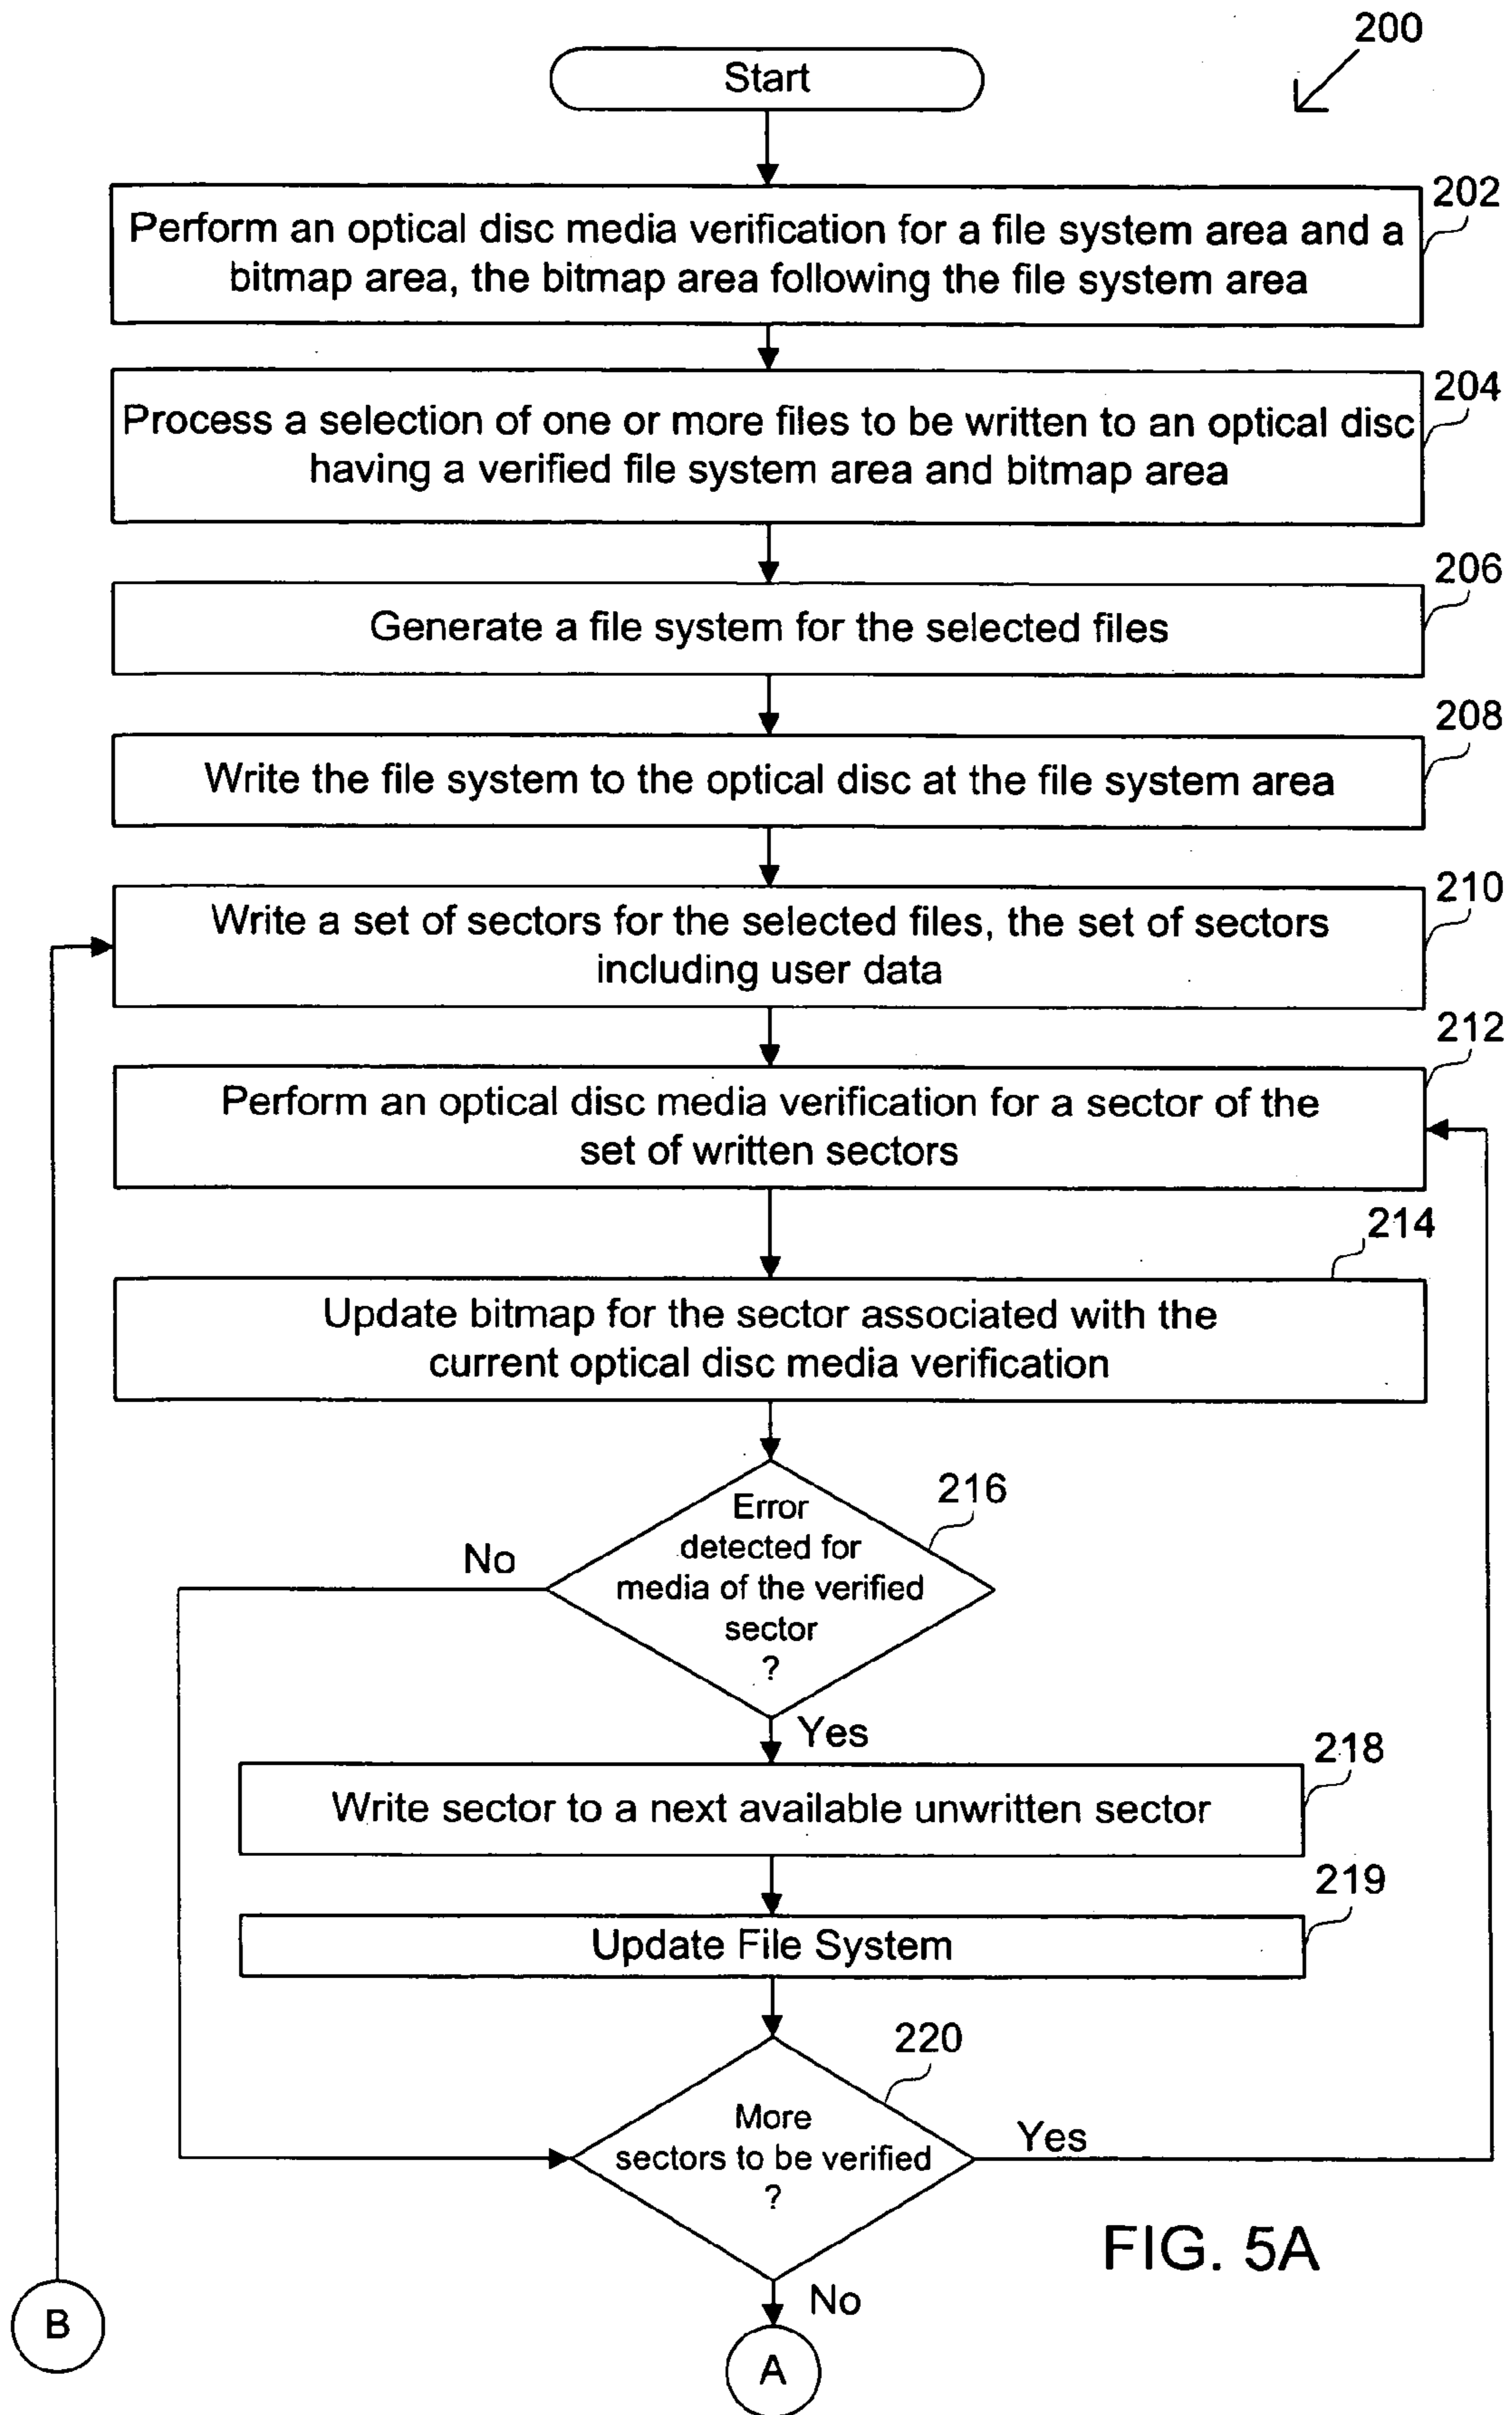 200
Start
202
Perform an optical disc media verification for a file system area and a
bitmap area, the bitmap area following the file system area
204
Process a selection of one or more files to be written to an optical disc
having a verified file system area and bitmap area
206
Generate a file system for the selected files
208
Write the file system to the optical disc at the file system area
210
Write a set of sectors for the selected files, the set of sectors
including user data
212
Perform an optical disc media verification for a sector of the
set of written sectors
214
Update bitmap for the sector associated with the
current optical disc media verification
216
Error
detected for
media of the verified
sector
?
No
Yes
218
Write sector to a next available unwritten sector
219
Update File System
220
More
sectors to be verified
?
Yes
No
FIG. 5A
B
A